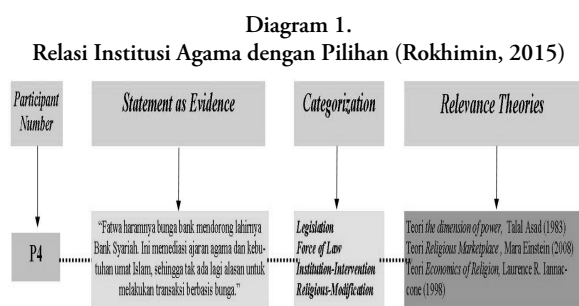 Diagram 1.
Relasi Institusi Agama dengan Pilihan (Rokhimin, 2015)
Participant
Number
Statement as Evidence
Categorization
Relevance Theories
P4
“Fatwa haramnya bunga bank mendorong lahirnya
Bank Syariah. Ini memediasi ajaran agama dan kebu-
tuhan umat Islam, sehingga tak ada lagi alasan untuk
melakukan transaksi berbasis bunga.”
Legislation
Force of Law
Institution-Intervention
Religious-Modification
Teori the dimension of power, Talal Asad (1983)
Teori Religious Marketplace, Mara Einstein (2008)
Teori Economics of Religion, Laurence R. Iannac-
cone (1998)